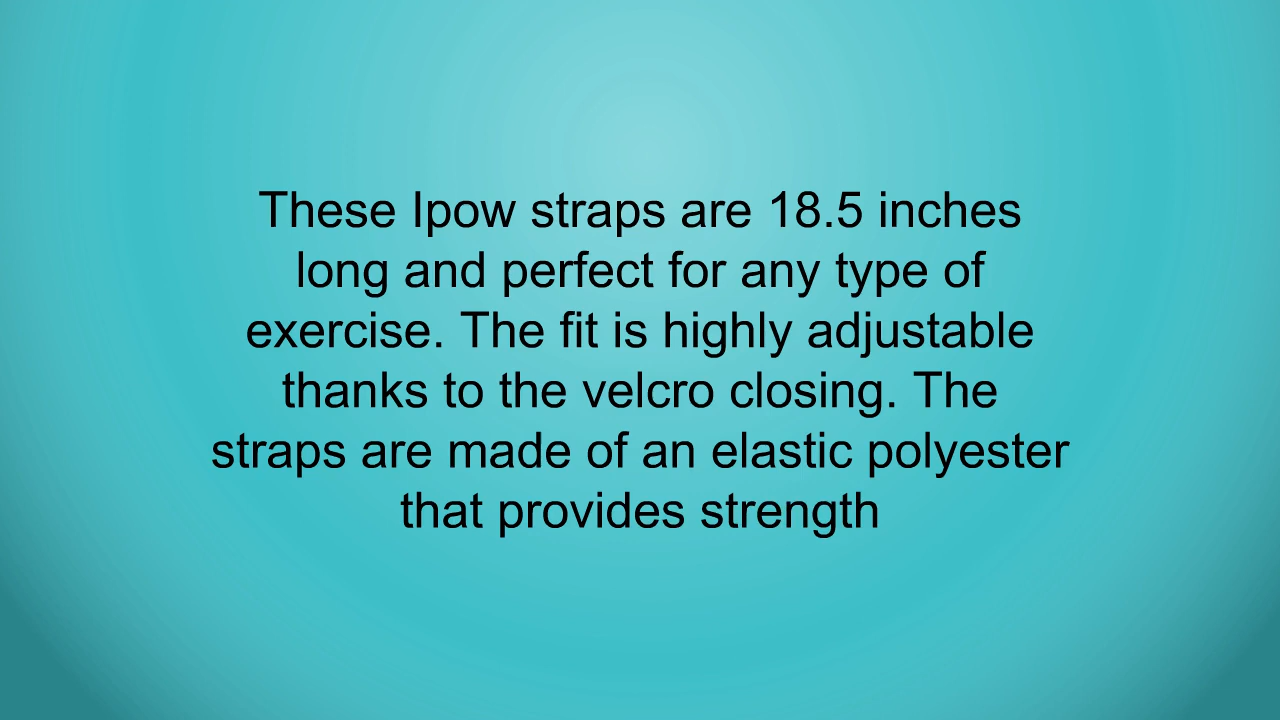 These Ipow straps are 18.5 inches
long and perfect for any type of
exercise. The fit is highly adjustable
thanks to the velcro closing. The
straps are made of an elastic polyester
that provides strength